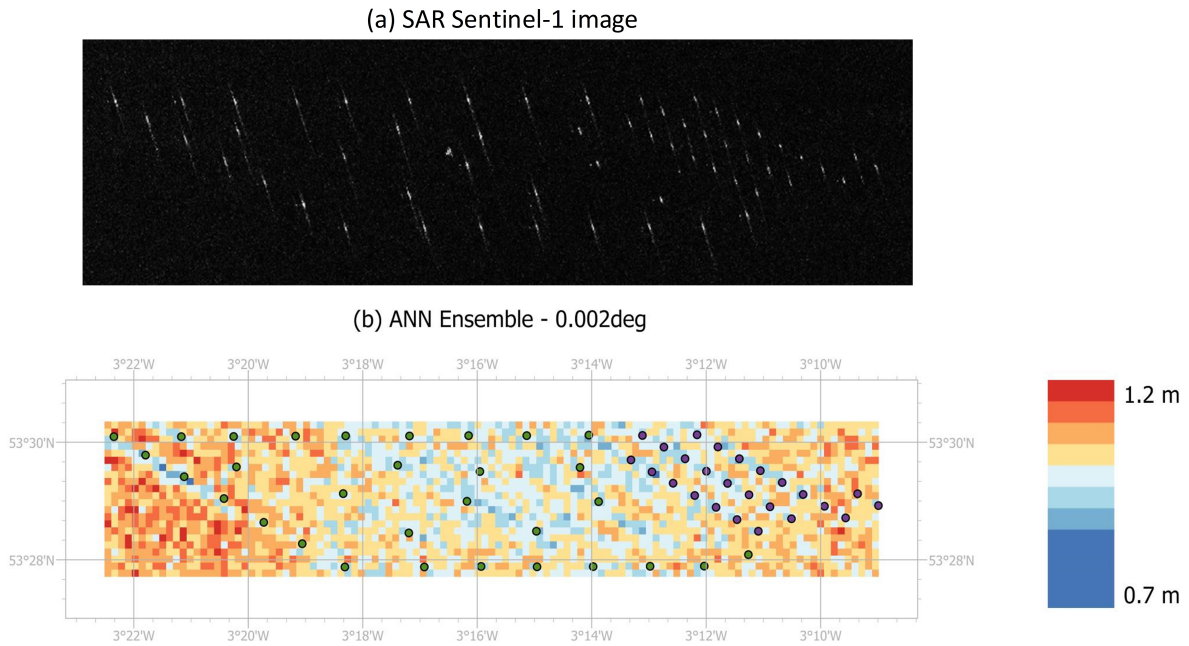 (a) SAR Sentinel-1 image
(b) ANN Ensemble - 0.002deg
3°22'W 3°20'W 3°18'W 3°16'W 3°14'W 3°12'W 3°10'W
1.2 m
53°30'N 53°30'N
53°28'N 53°28'N
0.7 m
3°22'W 3°20'W 3°18'W 3°16'W 3°14'W 3°12'W 3°10'W